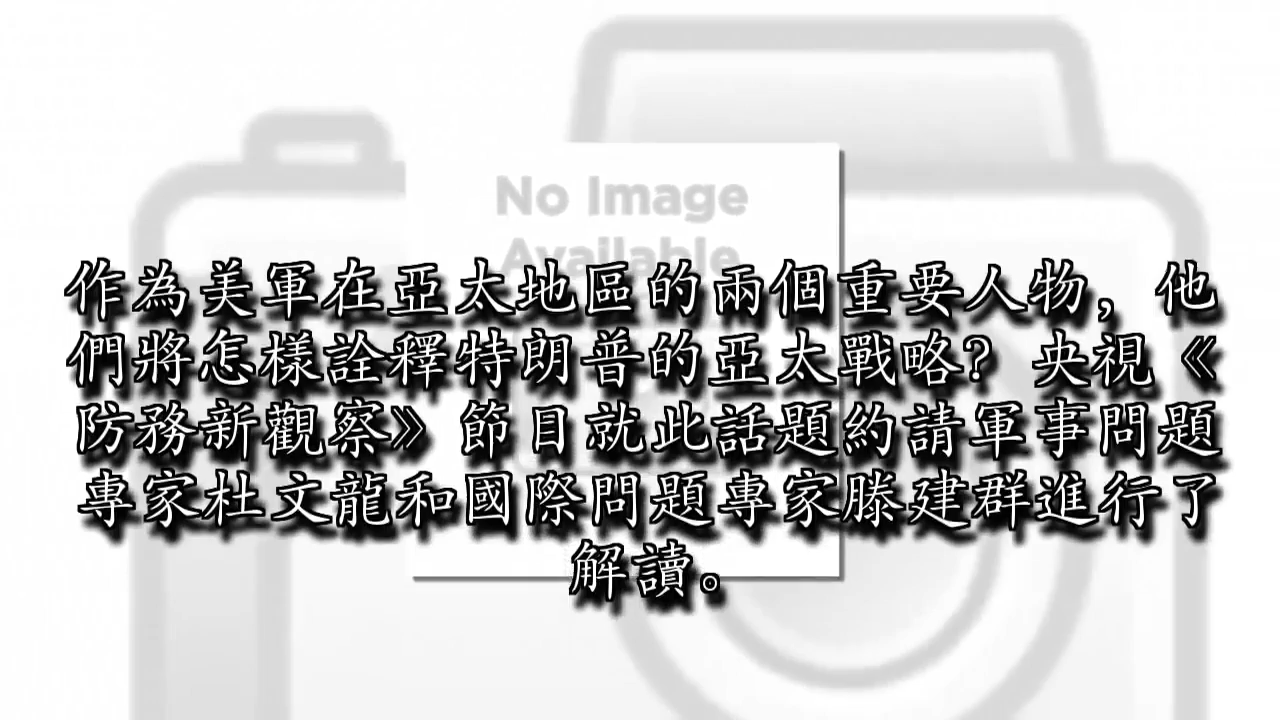 No Image
Available
作為美軍在亞太地區的兩個重要人物，他
們將怎樣詮釋特朗普的亞太戰略？央視《
防務新觀察》節目就此話題約請軍事問題
專家杜文龍和國際問題專家滕建群進行了
解讀。